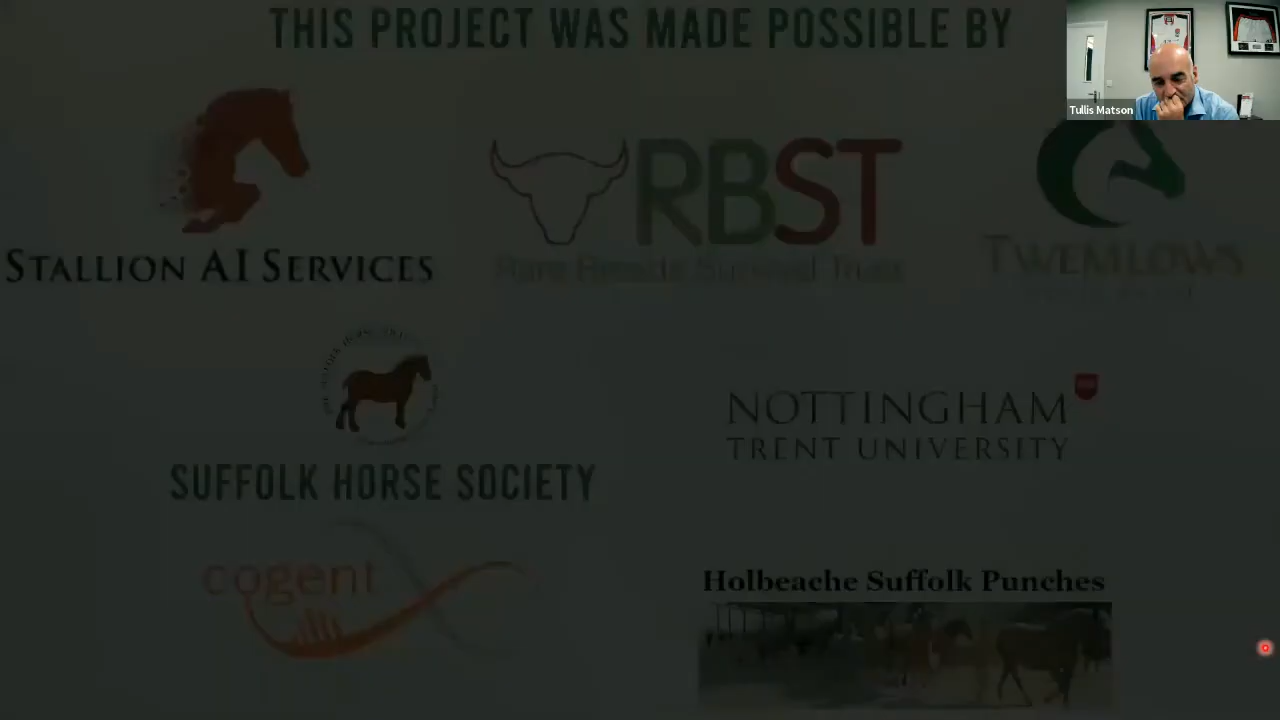 THIS PROJECT WAS MADE POSSIBLE BY
Tullis Matson
STALLION AI SERVICES
RBST
Rare Breeds Survival Trust
TWEMLOWS
SUFFOLK HORSE SOCIETY
NOTTINGHAM
TRENT UNIVERSITY
cogent
Holbeache Suffolk Punches